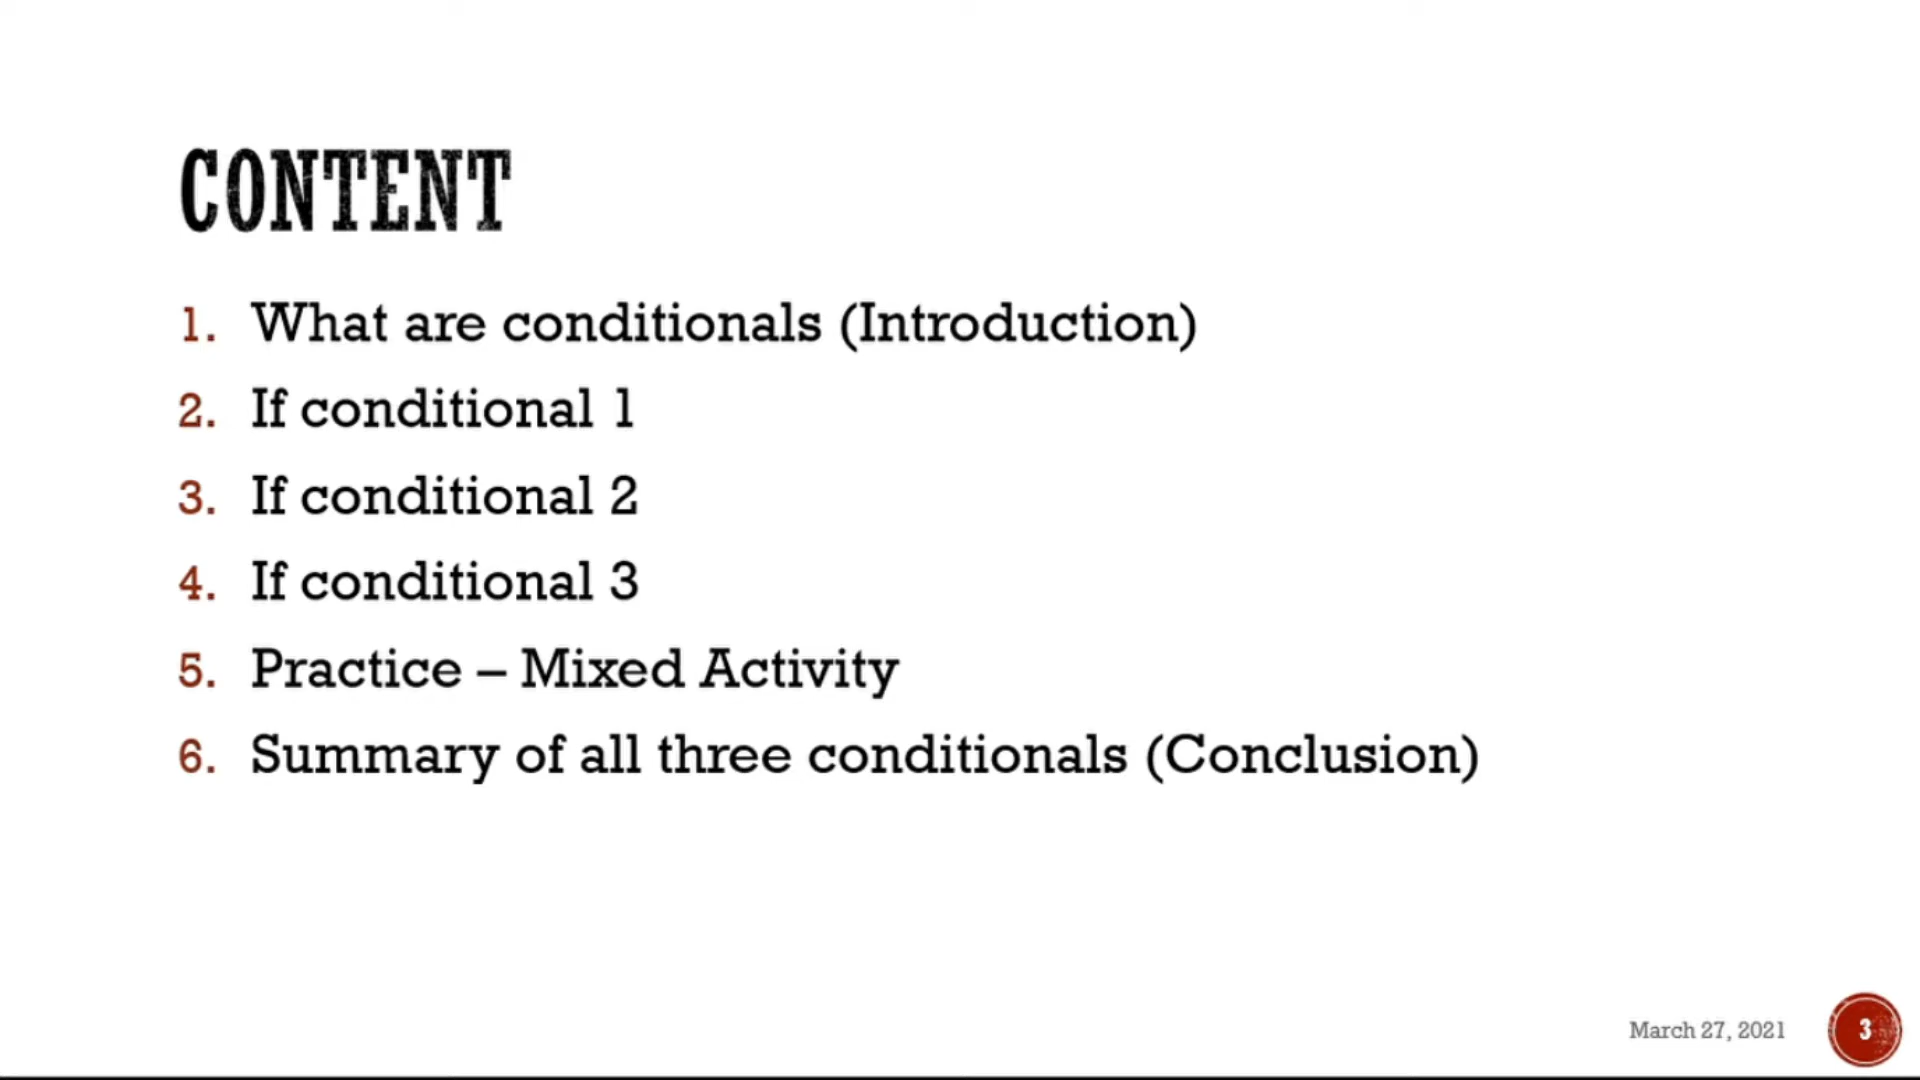 CONTENT
1. What are conditionals (Introduction)
2. If conditional 1
3. If conditional 2
4. If conditional 3
5. Practice – Mixed Activity
6. Summary of all three conditionals (Conclusion)
March 27, 2021
3